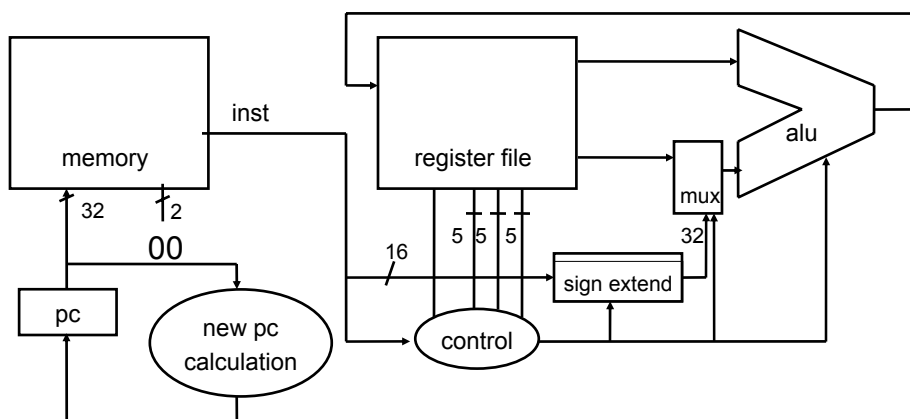 inst
memory
register file
alu
mux
32
2
5
5
5
32
00
16
sign extend
pc
new pc
calculation
control